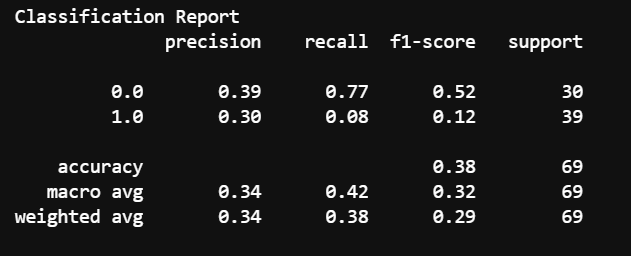 Classification Report
precision recall f1-score support
0.0 0.39 0.77 0.52 30
1.0 0.30 0.08 0.12 39
accuracy 0.38 69
macro avg 0.34 0.42 0.32 69
weighted avg 0.34 0.38 0.29 69